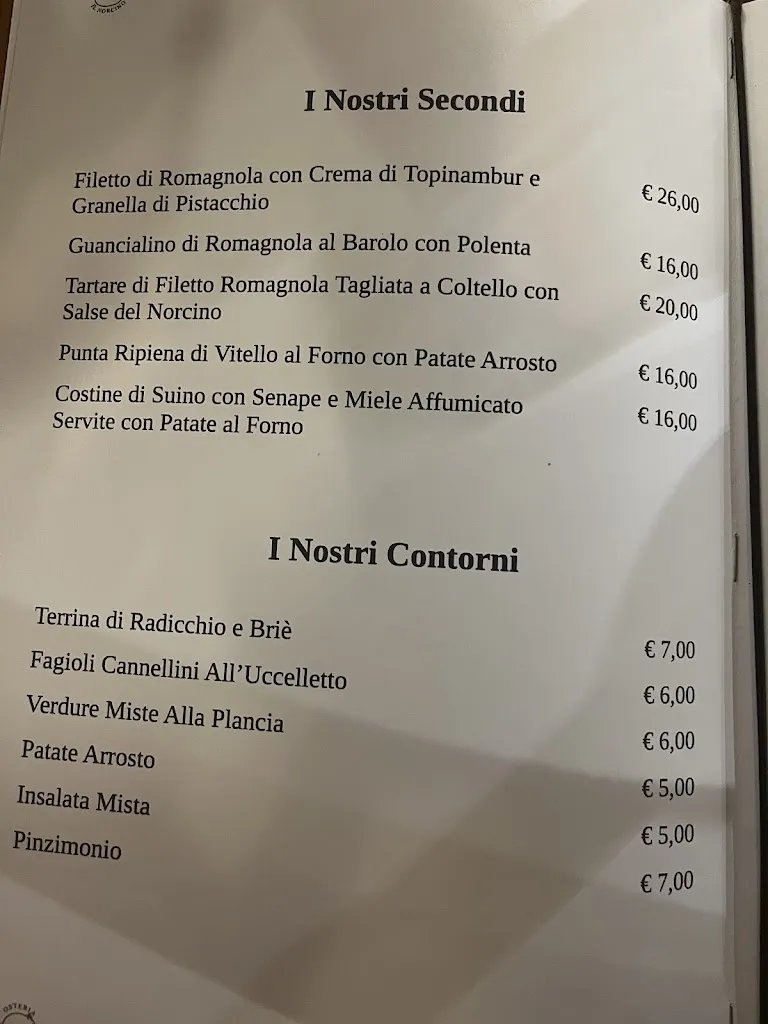 IL NORCINO
I Nostri Secondi
Filetto di Romagnola con Crema di Topinambur e
Granella di Pistacchio
€ 26,00
Guancialino di Romagnola al Barolo con Polenta
€ 16,00
Tartare di Filetto Romagnola Tagliata a Coltello con
Salse del Norcino
€ 20,00
Punta Ripiena di Vitello al Forno con Patate Arrosto
€ 16,00
Costine di Suino con Senape e Miele Affumicato
Servite con Patate al Forno
€ 16,00
I Nostri Contorni
Terrina di Radicchio e Briè
€ 7,00
Fagioli Cannellini All'Uccelletto
€ 6,00
Verdure Miste Alla Plancia
€ 6,00
Patate Arrosto
€ 5,00
Insalata Mista
€ 5,00
Pinzimonio
€ 7,00
OSTERIA